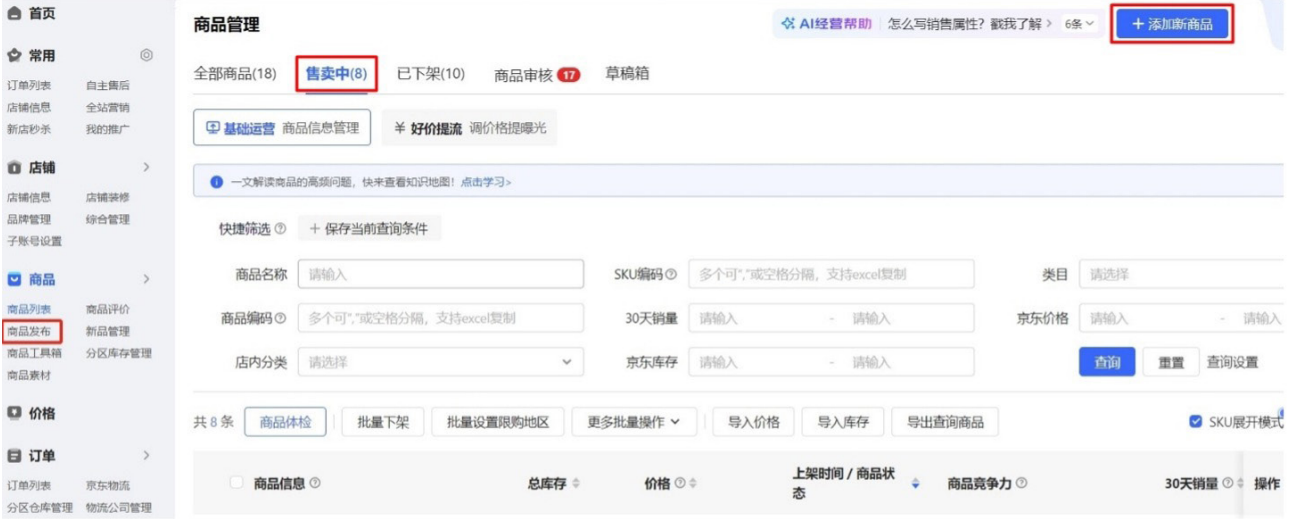 首页
商品管理
AI经营帮助 怎么写销售属性？戳我了解 > 6条
+ 添加新商品
常用
订单列表 自主售后
店铺信息 全站营销
新店秒杀 我的推广
全部商品(18) 售卖中(8) 已下架(10) 商品审核 17 草稿箱
基础运营 商品信息管理 ¥ 好价提流 调价格提曝光
店铺 >
店铺信息 店铺装修
品牌管理 综合管理
子账号设置
一文解读商品的高频问题，快来查看知识地图！点击学习>
快捷筛选 + 保存当前查询条件
商品 >
商品列表 商品评价
商品发布 新品管理
商品工具箱 分区库存管理
商品素材
商品名称 请输入 SKU编码 多个可","或空格分隔，支持excel复制 类目 请选择
商品编码 多个可","或空格分隔，支持excel复制 30天销量 请输入 - 请输入 京东价格 请输入 - 请输入
店内分类 请选择 京东库存 请输入 - 请输入 查询 重置 查询设置
价格
共 8 条 商品体检 批量下架 批量设置限购地区 更多批量操作 导入价格 导入库存 导出查询商品 SKU展开模式
订单 >
订单列表 京东物流
分区仓库管理 物流公司管理
商品信息 总库存 价格 上架时间 / 商品状
态 商品竞争力 30天销量 操作